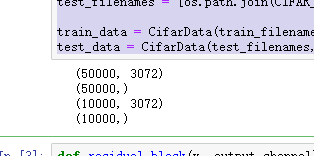 test_filenames = [os.path.join(CIFAR_
train_data = CifarData(train_filename
test_data = CifarData(test_filenames,
(50000, 3072)
(50000,)
(10000, 3072)
(10000,)
def residual_block(x, output_channel